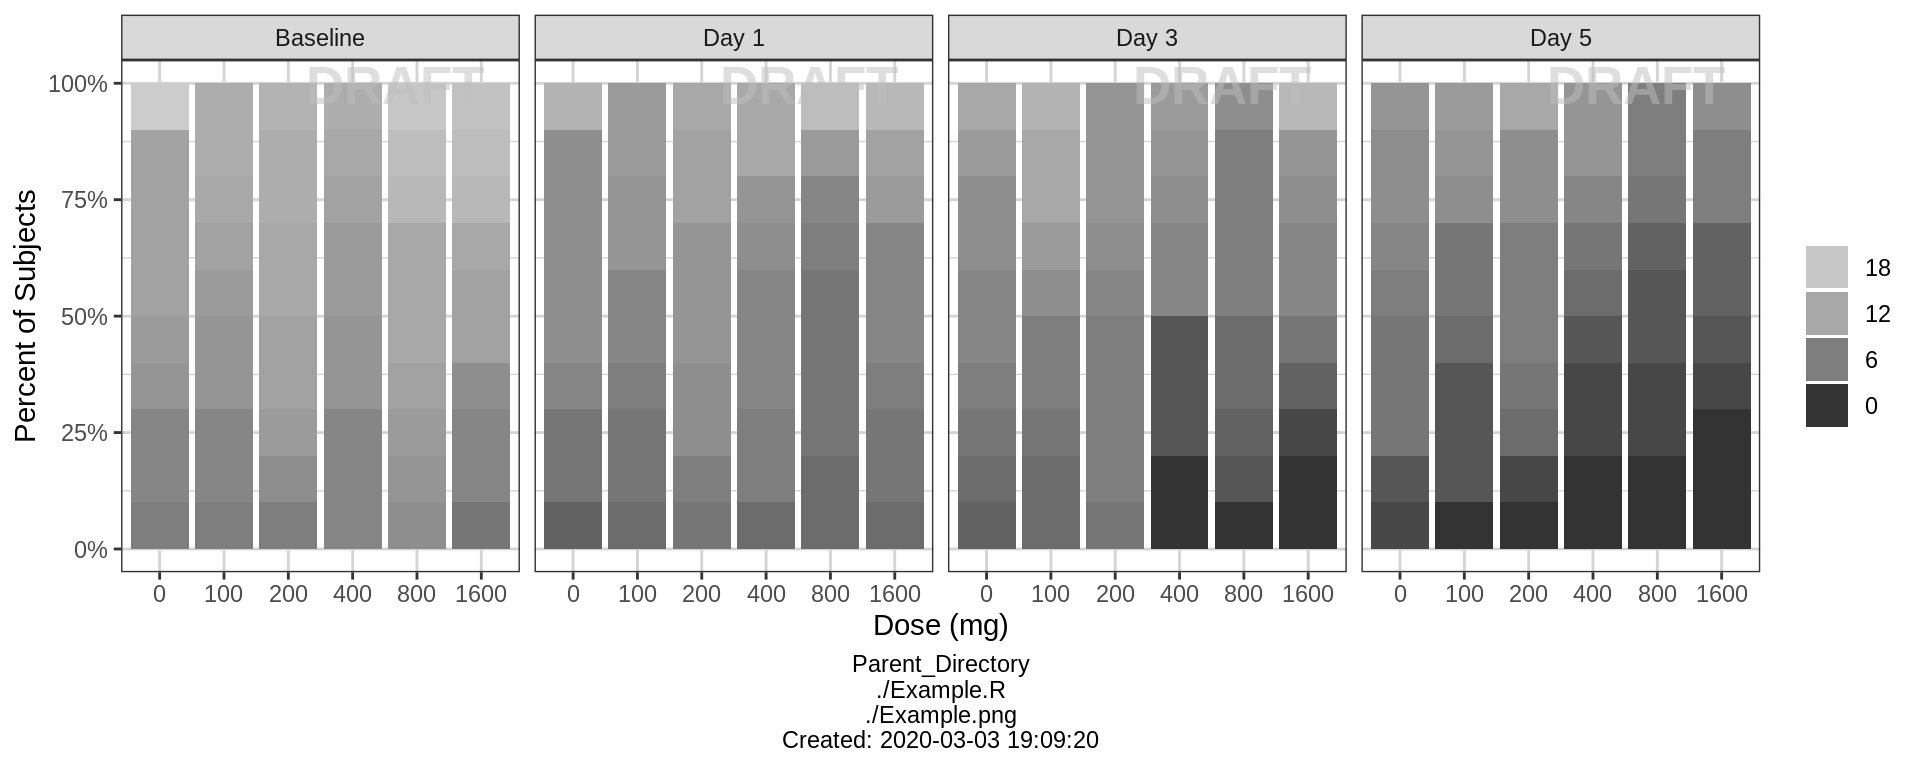 Baseline Day 1 Day 3 Day 5
DRAFT DRAFT DRAFT DRAFT
Percent of Subjects
100%
75%
50%
25%
0%
0 100 200 400 800 1600 0 100 200 400 800 1600 0 100 200 400 800 1600 0 100 200 400 800 1600
Dose (mg)
18
12
6
0
Parent_Directory
./Example.R
./Example.png
Created: 2020-03-03 19:09:20